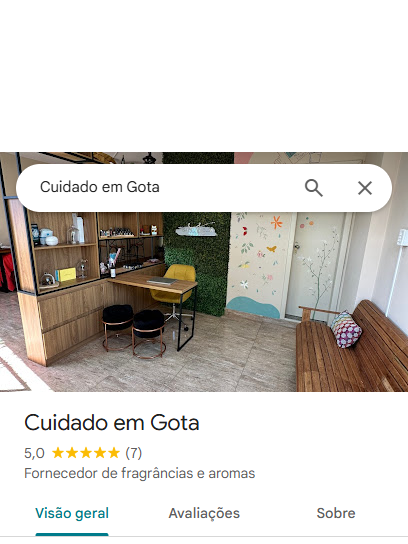 Cuidado em Gota
Cuidado em Gota
5,0 ★★★★★ (7)
Fornecedor de fragrâncias e aromas
Visão geral Avaliações Sobre